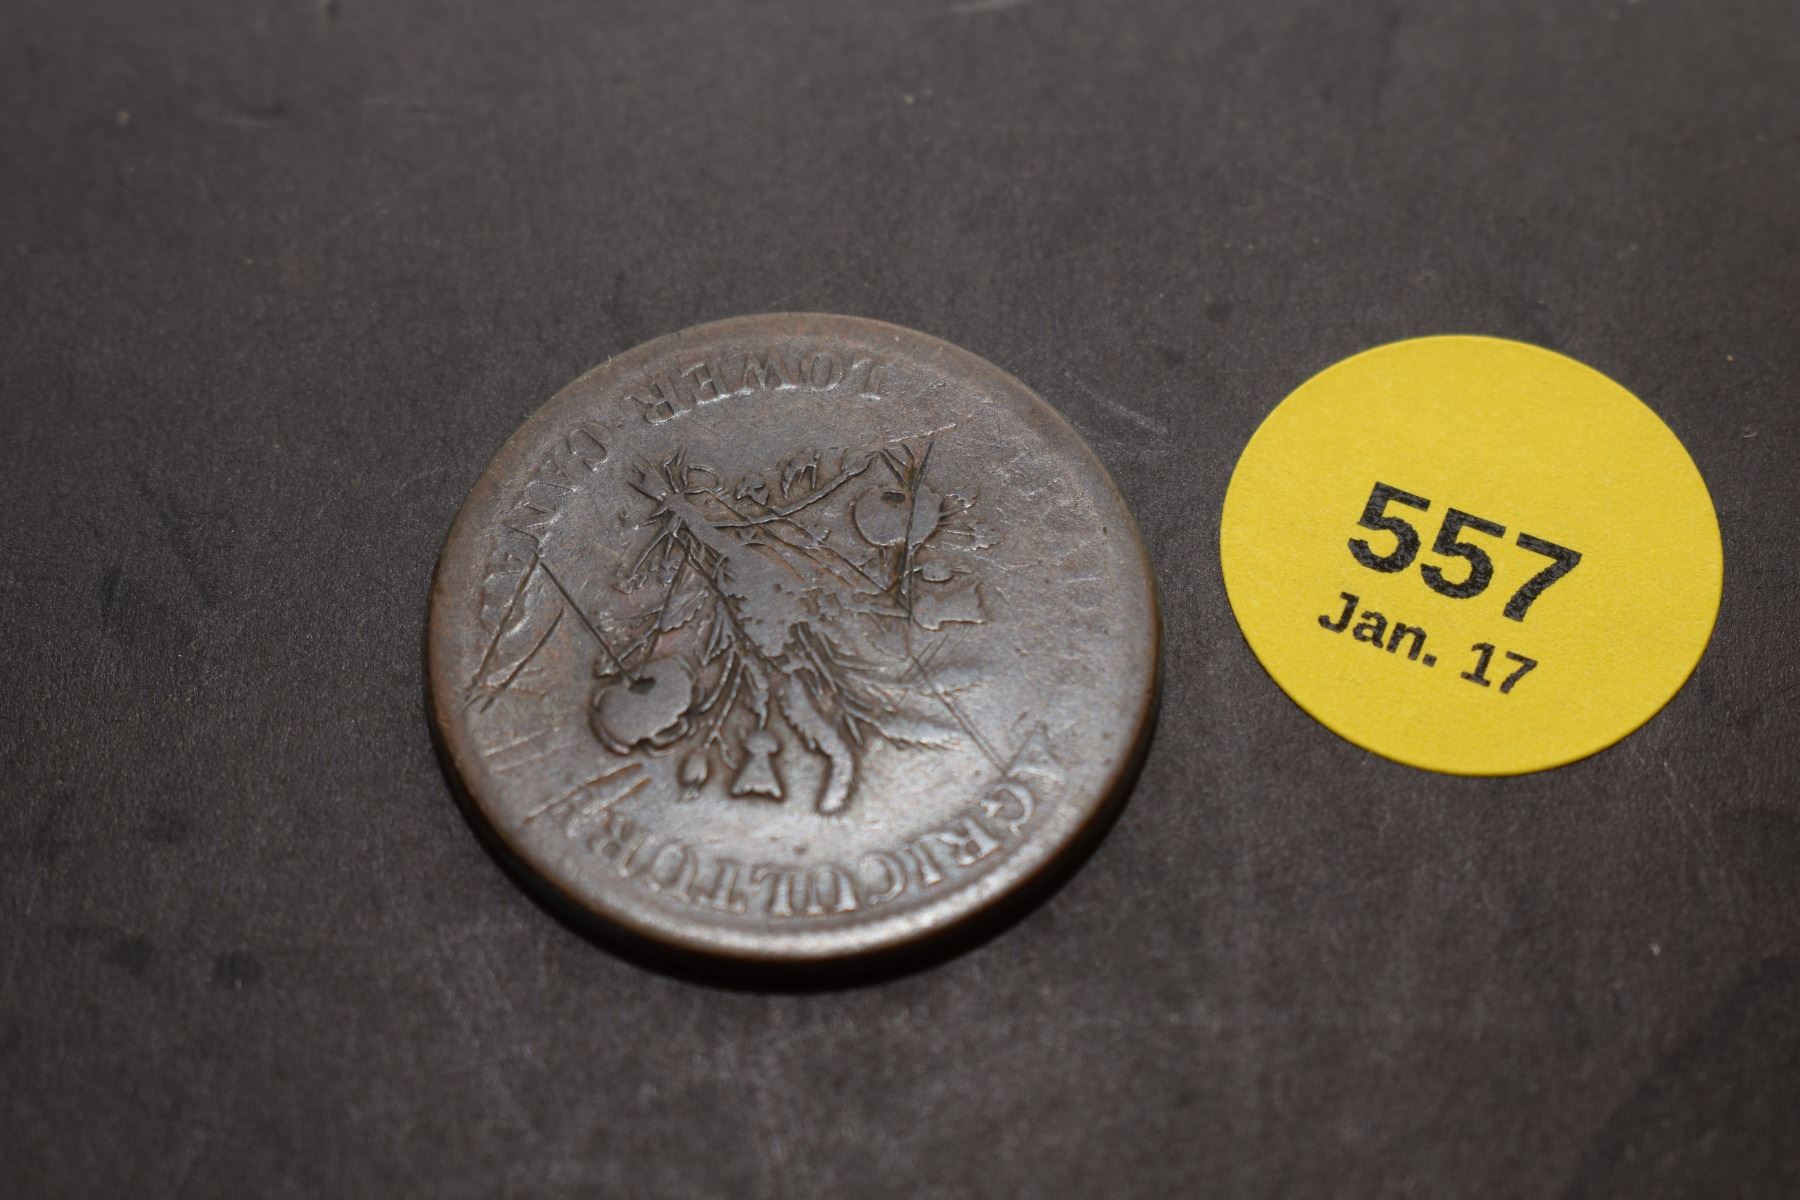 AGRICULTURE
LOWER CANADA
557
Jan. 17